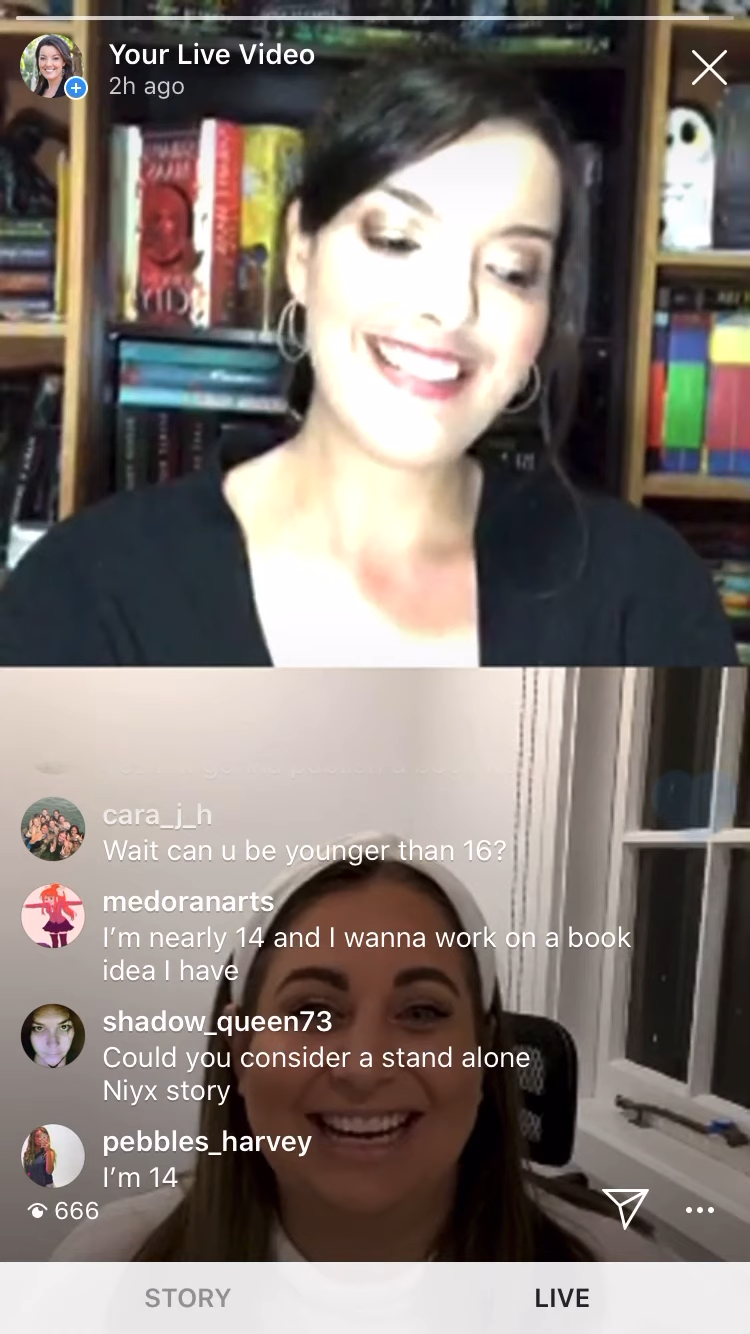 Your Live Video
2h ago
cara_j_h
Wait can u be younger than 16?
medoranarts
I'm nearly 14 and I wanna work on a book
idea I have
shadow_queen73
Could you consider a stand alone
Niyx story
pebbles_harvey
I'm 14
666
STORY
LIVE